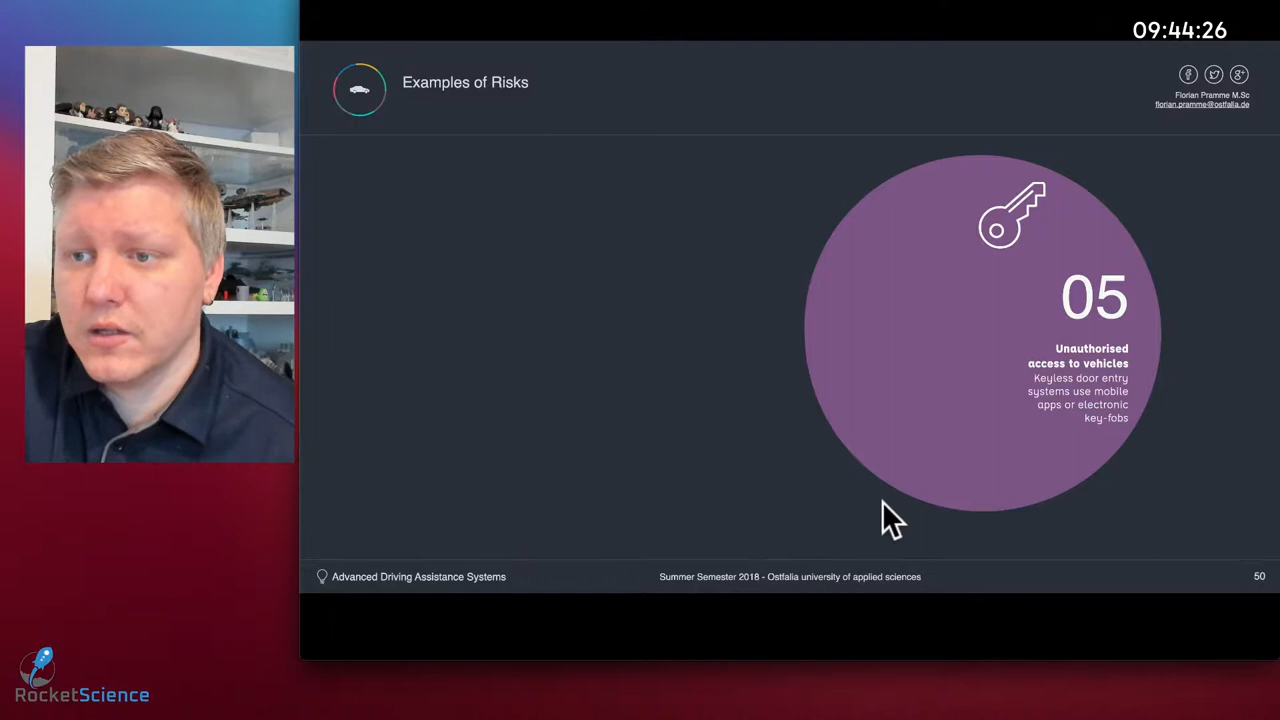 09:44:26
Examples of Risks
Florian Pramme M.Sc
florian.pramme@ostfalia.de
05
Unauthorised
access to vehicles
Keyless door entry
systems use mobile
apps or electronic
key-fobs
Advanced Driving Assistance Systems
Summer Semester 2018 - Ostfalia university of applied sciences
50
RocketScience